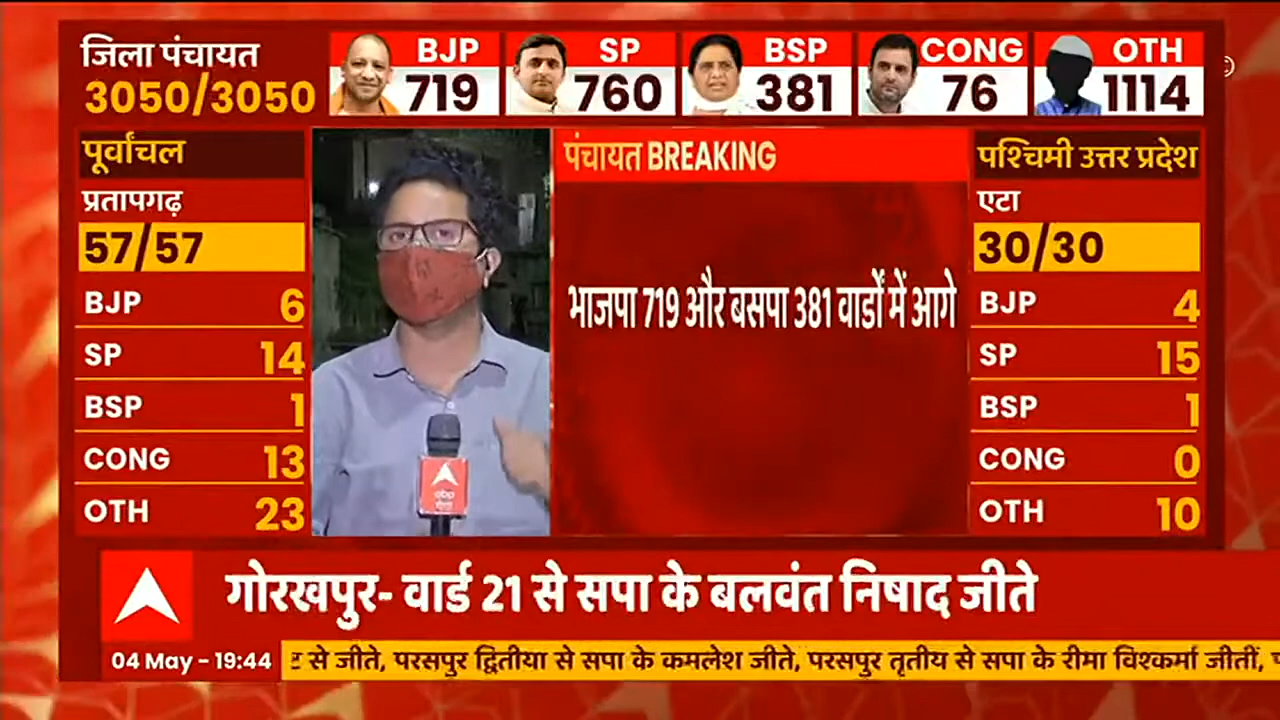 जिला पंचायत
3050/3050
BJP
719
SP
760
BSP
381
CONG
76
OTH
1114
पूर्वांचल
प्रतापगढ़
57/57
BJP 6
SP 14
BSP 1
CONG 13
OTH 23
abp
पंचायत BREAKING
भाजपा 719 और बसपा 381 वार्डों में आगे
पश्चिमी उत्तर प्रदेश
एटा
30/30
BJP 4
SP 15
BSP 1
CONG 0
OTH 10
गोरखपुर- वार्ड 21 से सपा के बलवंत निषाद जीते
04 May - 19:44
से जीते, परसपुर द्वितीया से सपा के कमलेश जीते, परसपुर तृतीय से सपा के रीमा विश्कर्मा जीतीं,